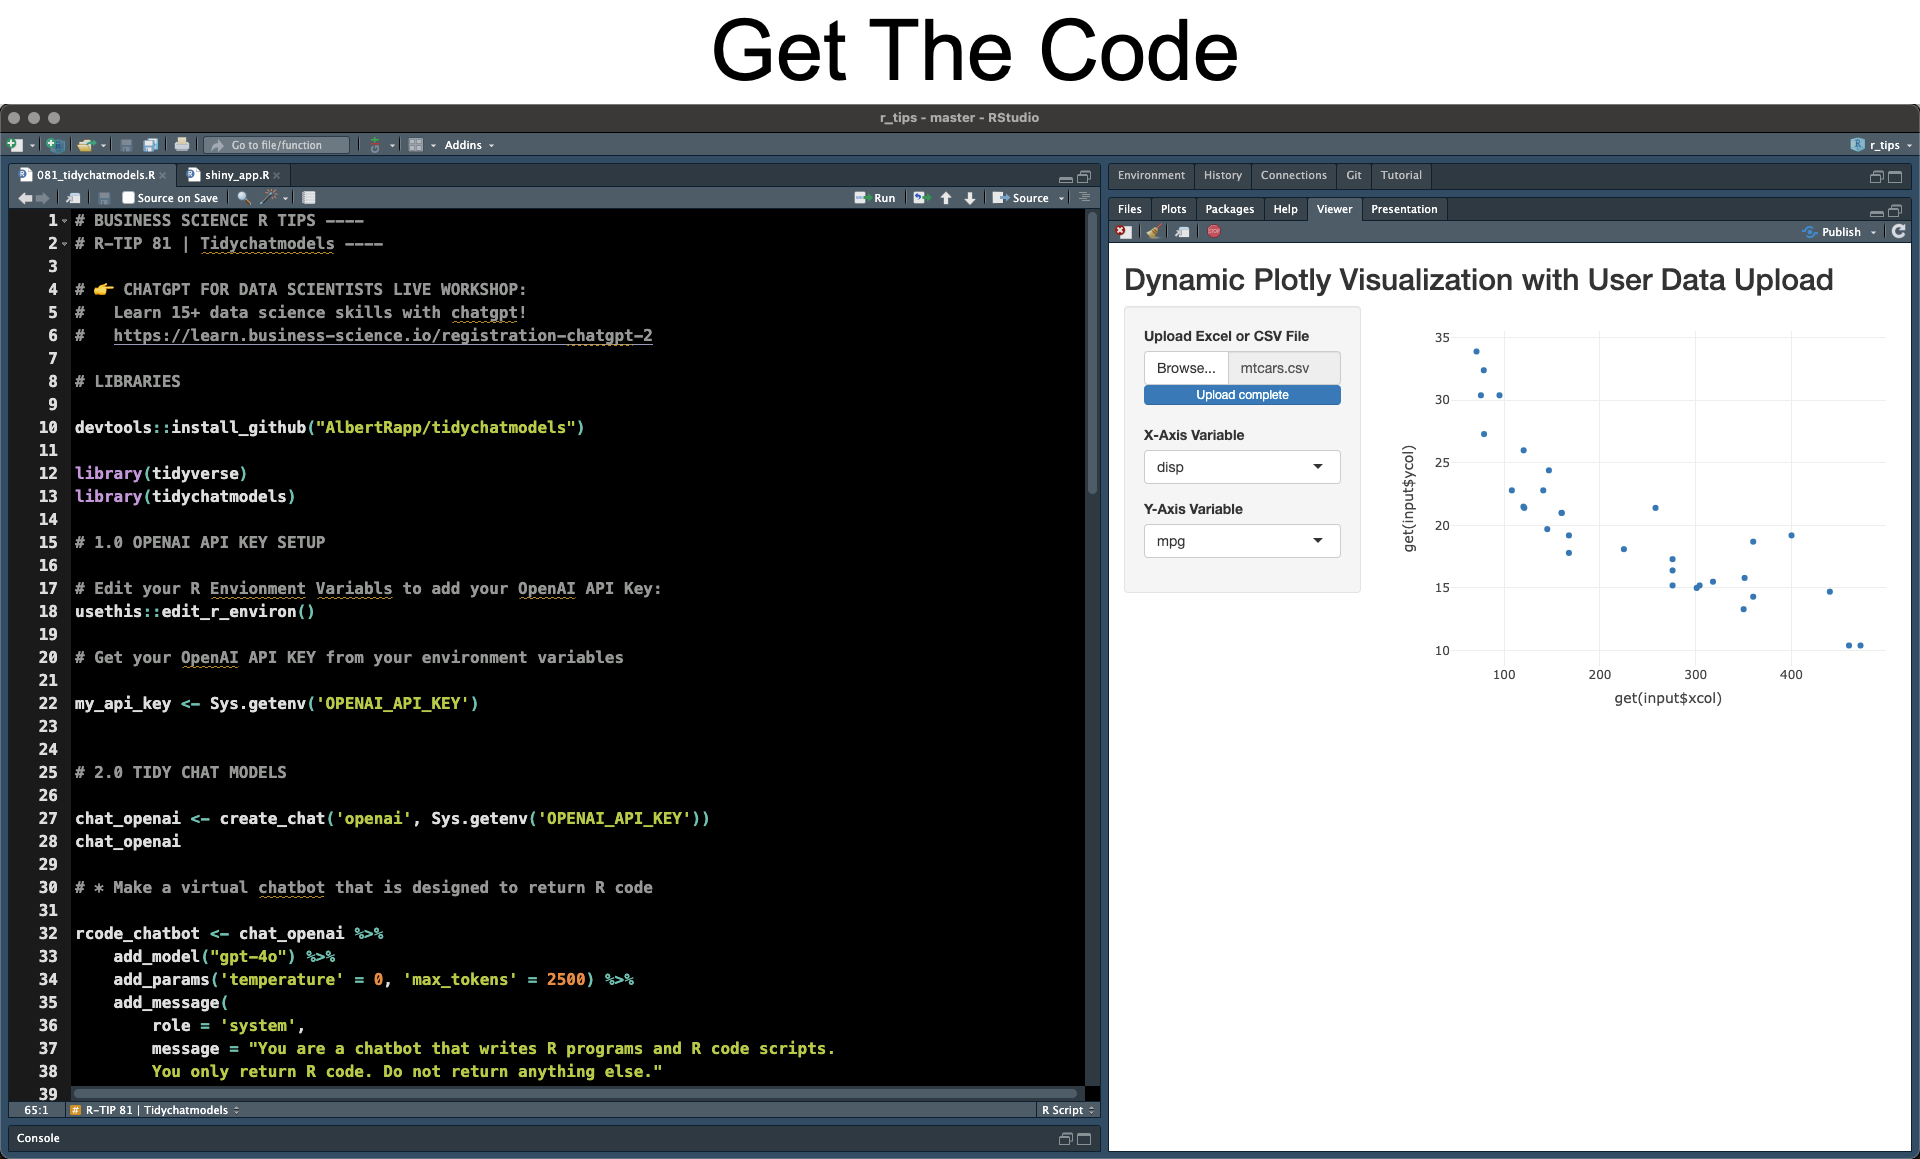 Get The Code
r_tips - master - RStudio
Go to file/function
Addins
r_tips
081_tidychatmodels.R
shiny_app.R
Source on Save
Run
Source
1 # BUSINESS SCIENCE R TIPS ----
2 # R-TIP 81 | Tidychatmodels ----
3
4 # 👉 CHATGPT FOR DATA SCIENTISTS LIVE WORKSHOP:
5 #   Learn 15+ data science skills with chatgpt!
6 #   https://learn.business-science.io/registration-chatgpt-2
7
8 # LIBRARIES
9
10 devtools::install_github("AlbertRapp/tidychatmodels")
11
12 library(tidyverse)
13 library(tidychatmodels)
14
15 # 1.0 OPENAI API KEY SETUP
16
17 # Edit your R Envionment Variabls to add your OpenAI API Key:
18 usethis::edit_r_environ()
19
20 # Get your OpenAI API KEY from your environment variables
21
22 my_api_key <- Sys.getenv('OPENAI_API_KEY')
23
24
25 # 2.0 TIDY CHAT MODELS
26
27 chat_openai <- create_chat('openai', Sys.getenv('OPENAI_API_KEY'))
28 chat_openai
29
30 # * Make a virtual chatbot that is designed to return R code
31
32 rcode_chatbot <- chat_openai %>%
33     add_model("gpt-4o") %>%
34     add_params('temperature' = 0, 'max_tokens' = 2500) %>%
35     add_message(
36         role = 'system',
37         message = "You are a chatbot that writes R programs and R code scripts.
38         You only return R code. Do not return anything else."
39
65:1
# R-TIP 81 | Tidychatmodels
R Script
Console
Environment
History
Connections
Git
Tutorial
Files
Plots
Packages
Help
Viewer
Presentation
STOP
Publish
Dynamic Plotly Visualization with User Data Upload
Upload Excel or CSV File
Browse...
mtcars.csv
Upload complete
X-Axis Variable
disp
Y-Axis Variable
mpg
35
30
25
20
15
10
get(input$ycol)
100
200
300
400
get(input$xcol)